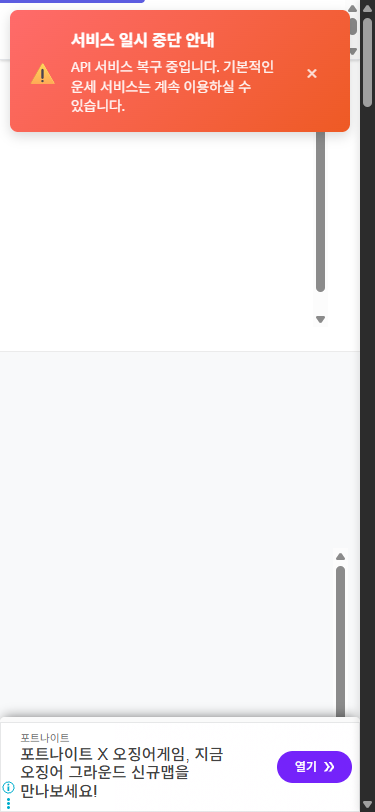 서비스 일시 중단 안내
API 서비스 복구 중입니다. 기본적인
운세 서비스는 계속 이용하실 수
있습니다.
×
포트나이트
포트나이트 X 오징어게임, 지금
오징어 그라운드 신규맵을
만나보세요!
열기 »